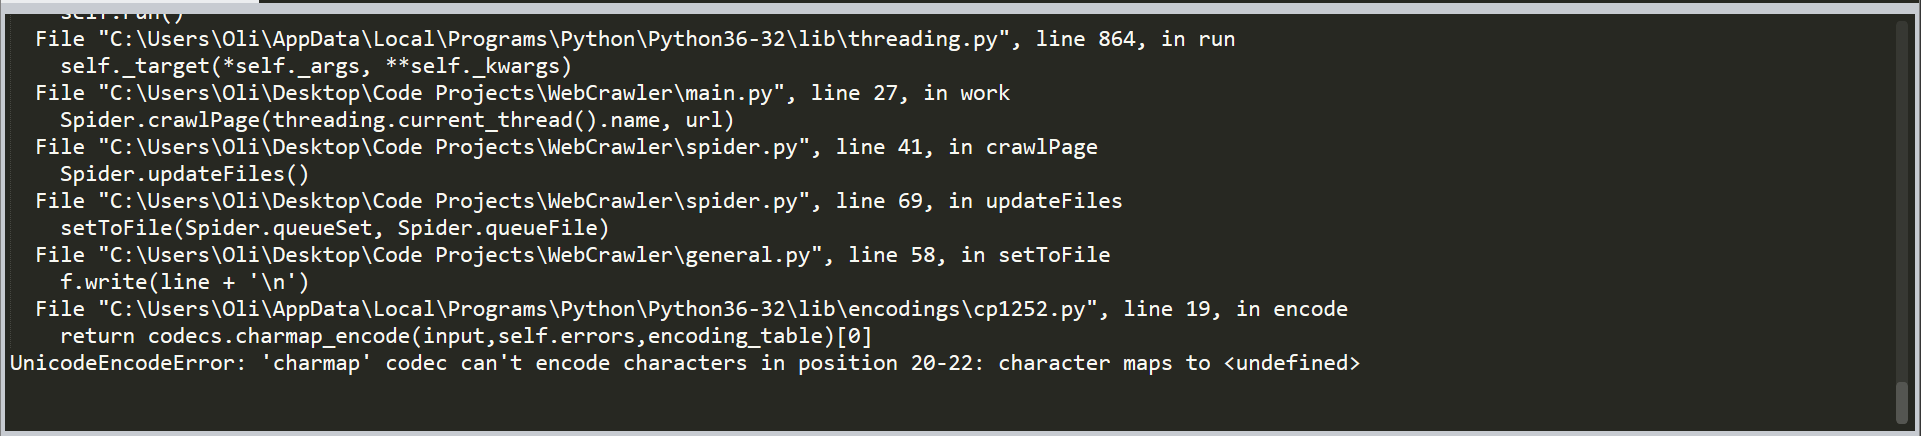 self.run()
File "C:\Users\Oli\AppData\Local\Programs\Python\Python36-32\lib\threading.py", line 864, in run
self._target(*self._args, **self._kwargs)
File "C:\Users\Oli\Desktop\Code Projects\WebCrawler\main.py", line 27, in work
Spider.crawlPage(threading.current_thread().name, url)
File "C:\Users\Oli\Desktop\Code Projects\WebCrawler\spider.py", line 41, in crawlPage
Spider.updateFiles()
File "C:\Users\Oli\Desktop\Code Projects\WebCrawler\spider.py", line 69, in updateFiles
setToFile(Spider.queueSet, Spider.queueFile)
File "C:\Users\Oli\Desktop\Code Projects\WebCrawler\general.py", line 58, in setToFile
f.write(line + '\n')
File "C:\Users\Oli\AppData\Local\Programs\Python\Python36-32\lib\encodings\cp1252.py", line 19, in encode
return codecs.charmap_encode(input,self.errors,encoding_table)[0]
UnicodeEncodeError: 'charmap' codec can't encode characters in position 20-22: character maps to <undefined>